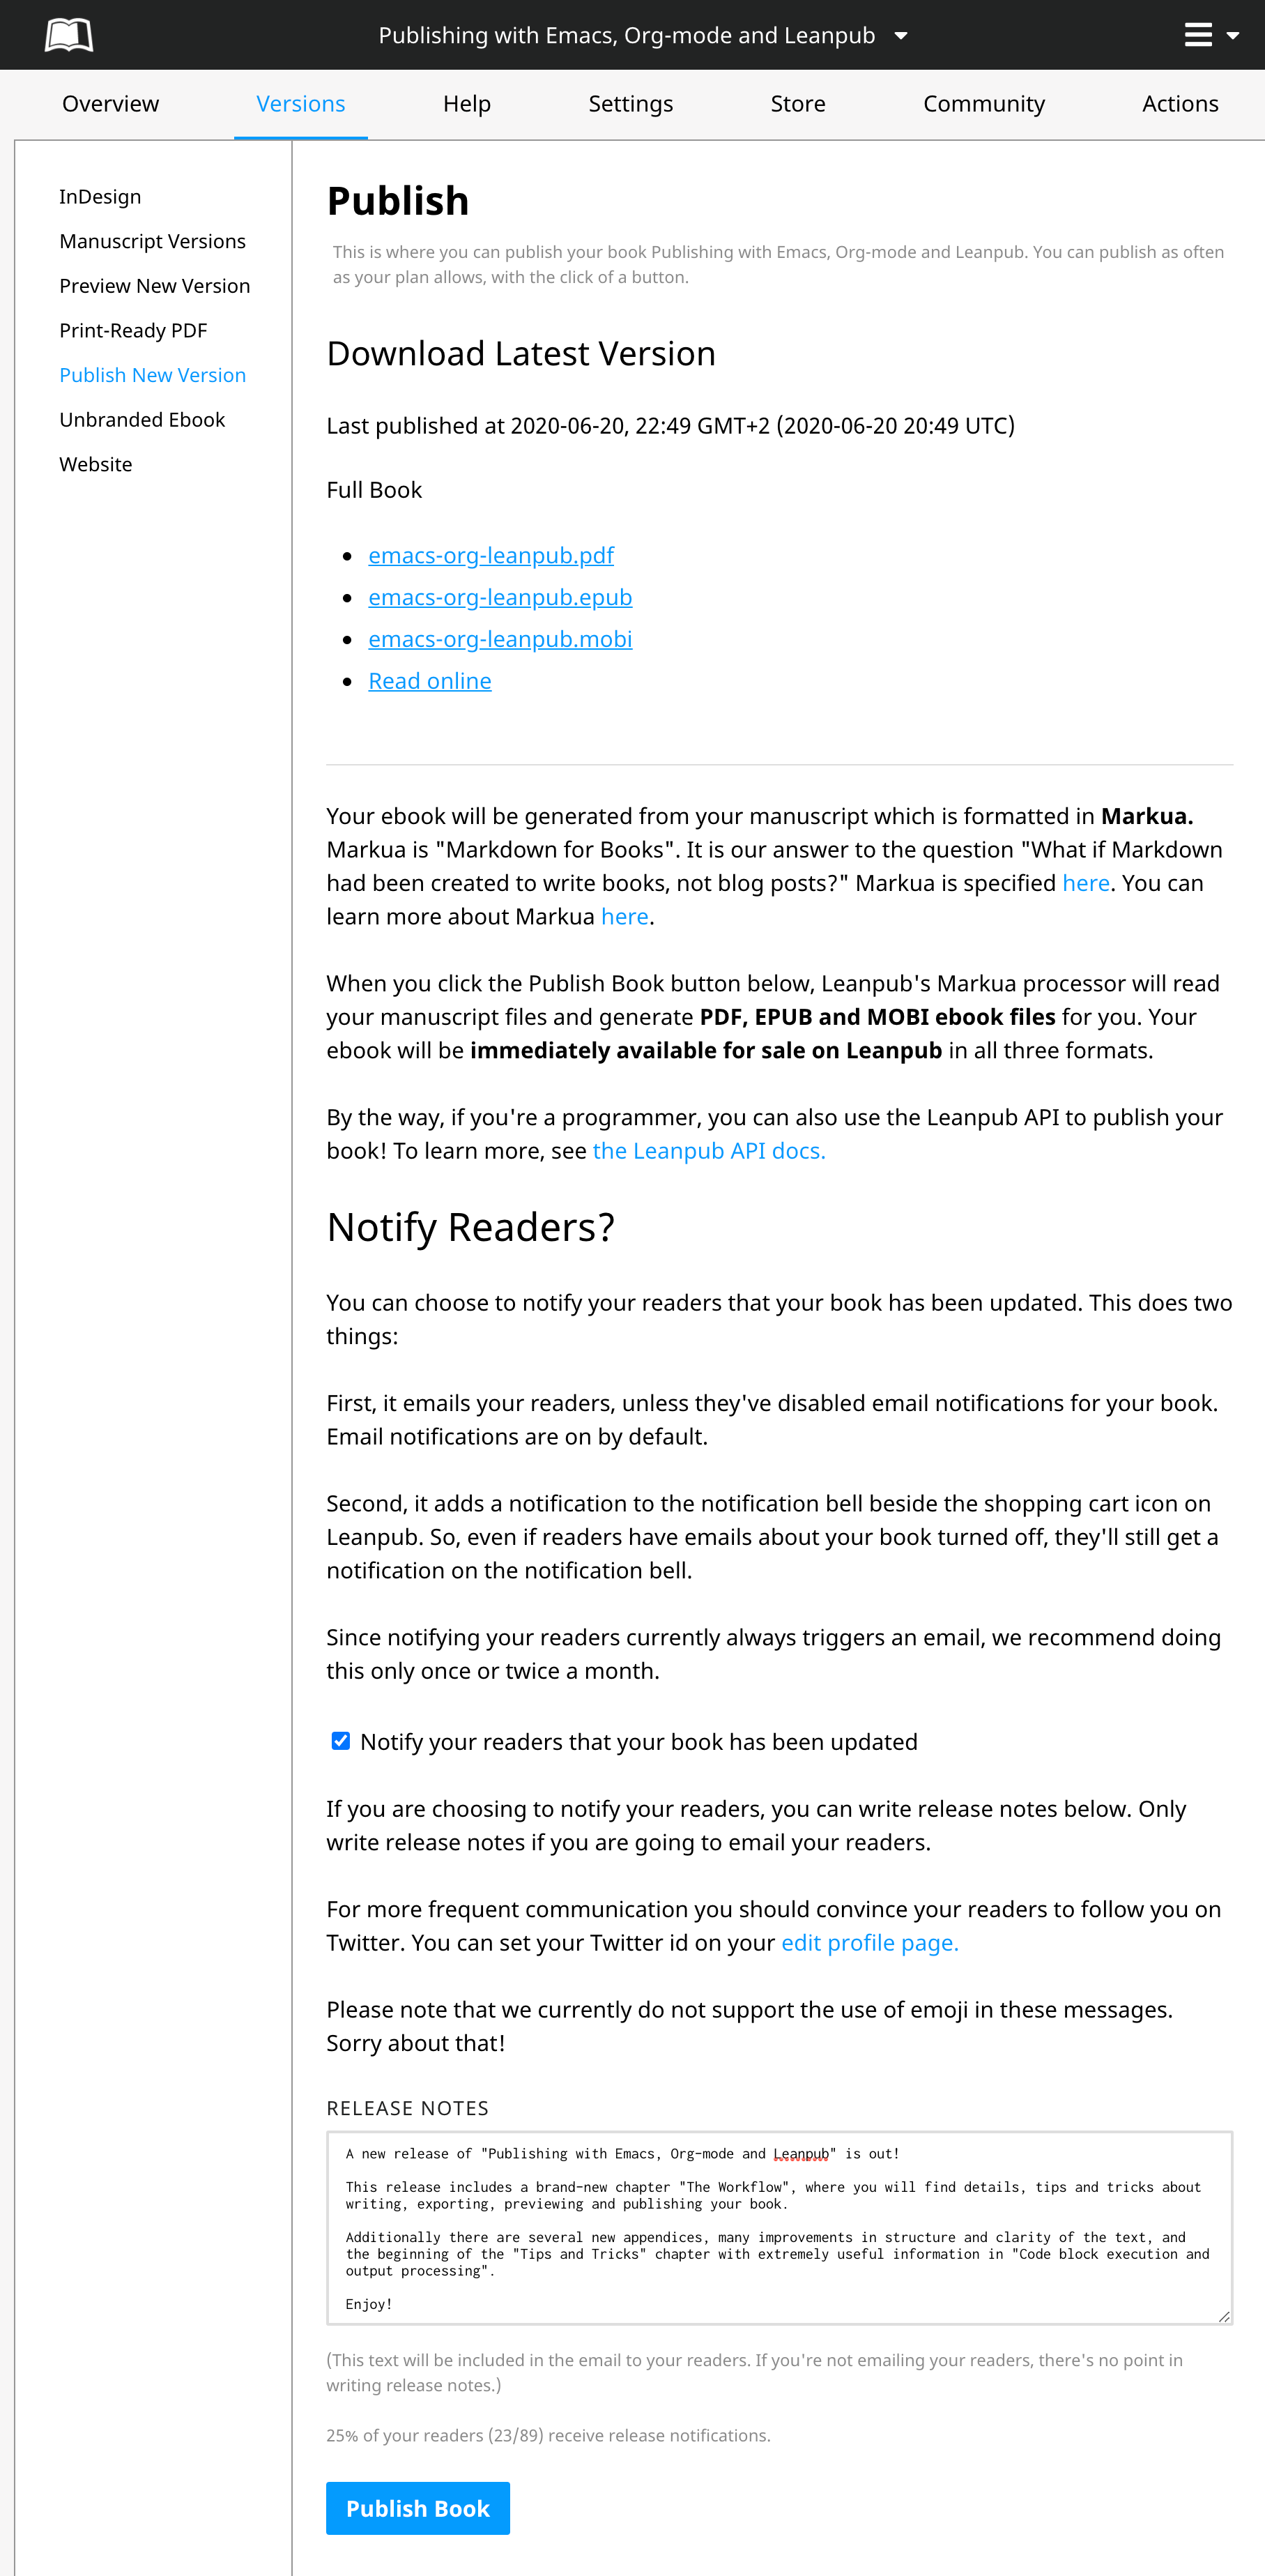 Publishing with Emacs, Org-mode and Leanpub
Overview Versions Help Settings Store Community Actions
InDesign
Manuscript Versions
Preview New Version
Print-Ready PDF
Publish New Version
Unbranded Ebook
Website
Publish
This is where you can publish your book Publishing with Emacs, Org-mode and Leanpub. You can publish as often
as your plan allows, with the click of a button.
Download Latest Version
Last published at 2020-06-20, 22:49 GMT+2 (2020-06-20 20:49 UTC)
Full Book
• emacs-org-leanpub.pdf
• emacs-org-leanpub.epub
• emacs-org-leanpub.mobi
• Read online
Your ebook will be generated from your manuscript which is formatted in Markua.
Markua is "Markdown for Books". It is our answer to the question "What if Markdown
had been created to write books, not blog posts?" Markua is specified here. You can
learn more about Markua here.
When you click the Publish Book button below, Leanpub's Markua processor will read
your manuscript files and generate PDF, EPUB and MOBI ebook files for you. Your
ebook will be immediately available for sale on Leanpub in all three formats.
By the way, if you're a programmer, you can also use the Leanpub API to publish your
book! To learn more, see the Leanpub API docs.
Notify Readers?
You can choose to notify your readers that your book has been updated. This does two
things:
First, it emails your readers, unless they've disabled email notifications for your book.
Email notifications are on by default.
Second, it adds a notification to the notification bell beside the shopping cart icon on
Leanpub. So, even if readers have emails about your book turned off, they'll still get a
notification on the notification bell.
Since notifying your readers currently always triggers an email, we recommend doing
this only once or twice a month.
Notify your readers that your book has been updated
If you are choosing to notify your readers, you can write release notes below. Only
write release notes if you are going to email your readers.
For more frequent communication you should convince your readers to follow you on
Twitter. You can set your Twitter id on your edit profile page.
Please note that we currently do not support the use of emoji in these messages.
Sorry about that!
RELEASE NOTES
A new release of "Publishing with Emacs, Org-mode and Leanpub" is out!
This release includes a brand-new chapter "The Workflow", where you will find details, tips and tricks about
writing, exporting, previewing and publishing your book.
Additionally there are several new appendices, many improvements in structure and clarity of the text, and
the beginning of the "Tips and Tricks" chapter with extremely useful information in "Code block execution and
output processing".
Enjoy!
(This text will be included in the email to your readers. If you're not emailing your readers, there's no point in
writing release notes.)
25% of your readers (23/89) receive release notifications.
Publish Book